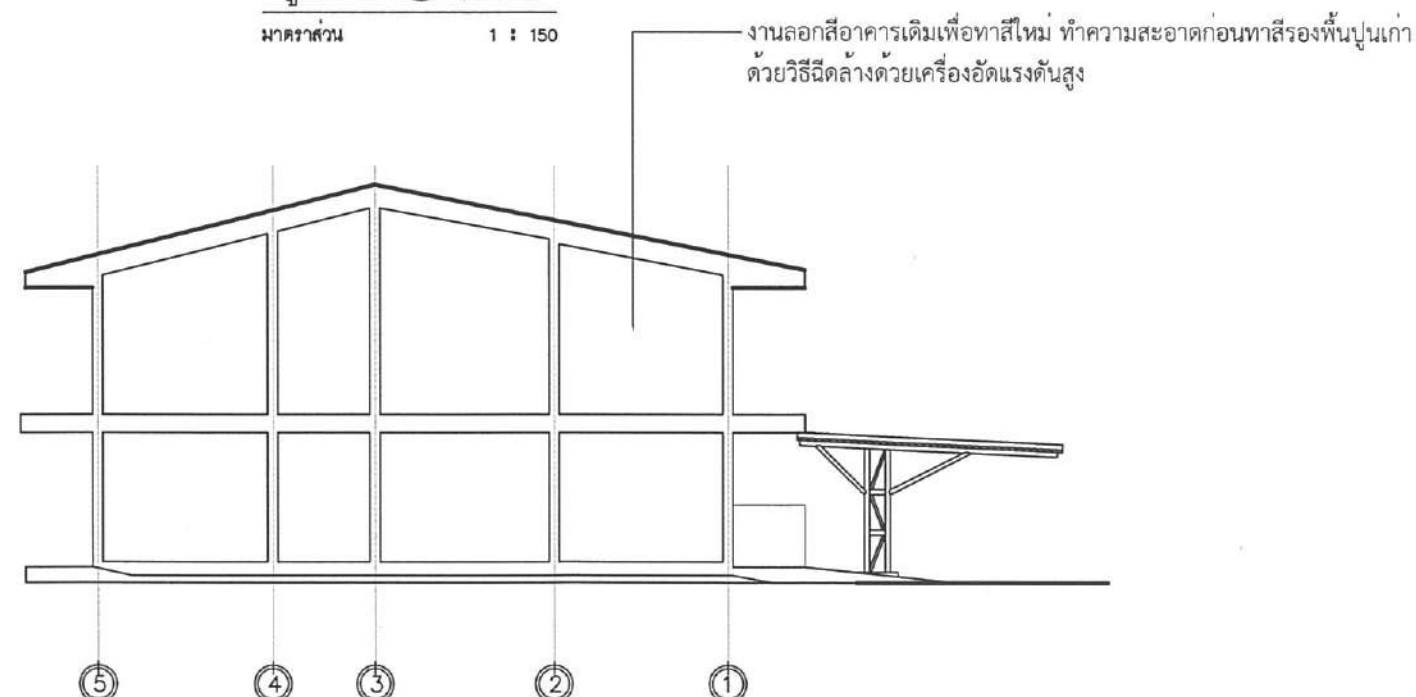 มาตราส่วน 1 : 150
งานลอกสีอาคารเดิมเพื่อทาสีใหม่ ทำความสะอาดก่อนทาสีรองพื้นปูนเก่า
ด้วยวิธีฉีดล้างด้วยเครื่องอัดแรงดันสูง
5 4 3 2 1